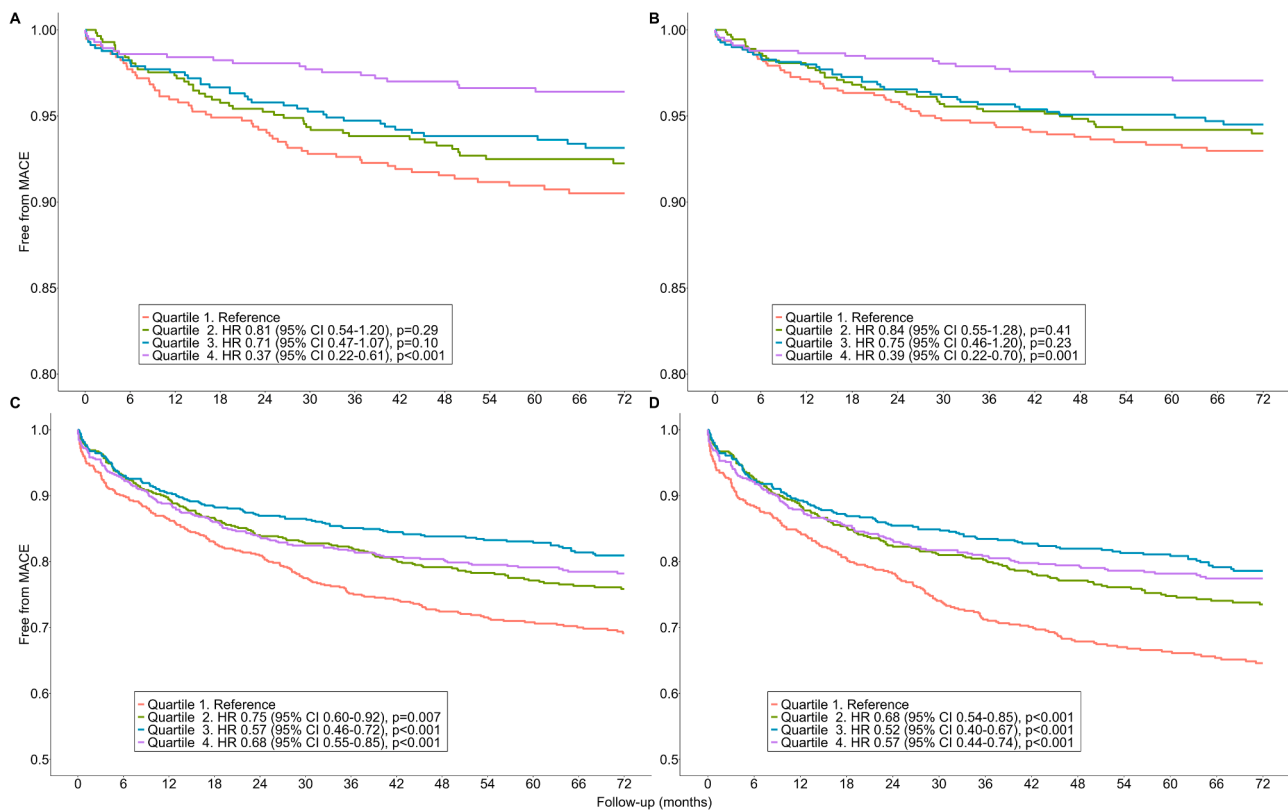 A
Free from MACE
1.00
0.95
0.90
0.85
0.80
Quartile 1. Reference
Quartile 2. HR 0.81 (95% CI 0.54-1.20), p=0.29
Quartile 3. HR 0.71 (95% CI 0.47-1.07), p=0.10
Quartile 4. HR 0.37 (95% CI 0.22-0.61), p<0.001
0 6 12 18 24 30 36 42 48 54 60 66 72
B
1.00
0.95
0.90
0.85
0.80
Quartile 1. Reference
Quartile 2. HR 0.84 (95% CI 0.55-1.28), p=0.41
Quartile 3. HR 0.75 (95% CI 0.46-1.20), p=0.23
Quartile 4. HR 0.39 (95% CI 0.22-0.70), p=0.001
0 6 12 18 24 30 36 42 48 54 60 66 72
C
Free from MACE
1.0
0.9
0.8
0.7
0.6
0.5
Quartile 1. Reference
Quartile 2. HR 0.75 (95% CI 0.60-0.92), p=0.007
Quartile 3. HR 0.57 (95% CI 0.46-0.72), p<0.001
Quartile 4. HR 0.68 (95% CI 0.55-0.85), p<0.001
0 6 12 18 24 30 36 42 48 54 60 66 72
D
1.0
0.9
0.8
0.7
0.6
0.5
Quartile 1. Reference
Quartile 2. HR 0.68 (95% CI 0.54-0.85), p<0.001
Quartile 3. HR 0.52 (95% CI 0.40-0.67), p<0.001
Quartile 4. HR 0.57 (95% CI 0.44-0.74), p<0.001
0 6 12 18 24 30 36 42 48 54 60 66 72
Follow-up (months)